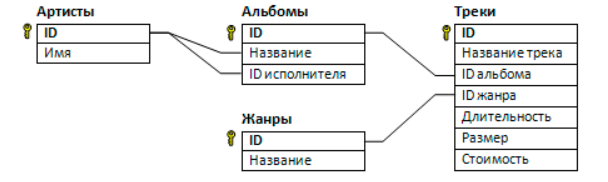 Артисты
ID
Имя
Альбомы
ID
Название
ID исполнителя
Жанры
ID
Название
Треки
ID
Название трека
ID альбома
ID жанра
Длительность
Размер
Стоимость